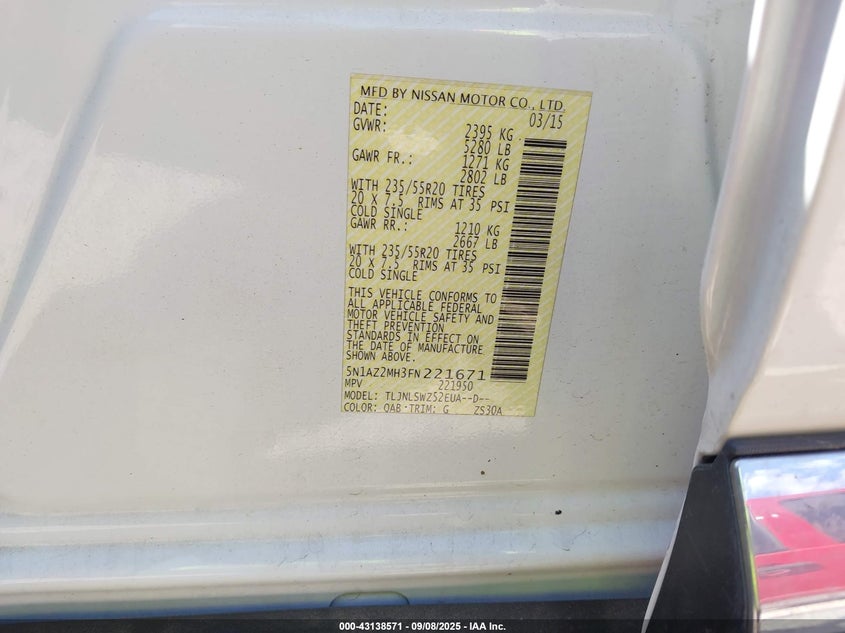 MFD BY NISSAN MOTOR CO., LTD.
DATE: 03/15
GVWR: 2395 KG
5280 LB
GAWR FR.: 1271 KG
2802 LB
WITH 235/55R20 TIRES
20 X 7.5 RIMS AT 35 PSI
COLD SINGLE
GAWR RR.: 1210 KG
2667 LB
WITH 235/55R20 TIRES
20 X 7.5 RIMS AT 35 PSI
COLD SINGLE
THIS VEHICLE CONFORMS TO
ALL APPLICABLE FEDERAL
MOTOR VEHICLE SAFETY AND
THEFT PREVENTION
STANDARDS IN EFFECT ON
THE DATE OF MANUFACTURE
SHOWN ABOVE.
5N1AZ2MH3FN221671
MPV 221950
MODEL: TLJNLSWZ52EUA--D--
COLOR: QAB-TRIM: G Z530A
000-43138571 - 09/08/2025 - IAA Inc.